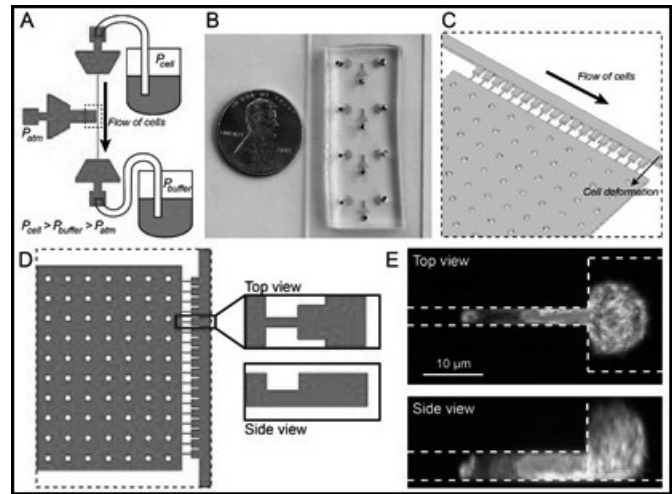 A
P_cell
Flow of cells
P_atm
P_buffer
P_cell > P_buffer > P_atm
B
LIBERTY
C
Flow of cells
Cell deformation
D
Top view
Side view
E
Top view
10 μm
Side view